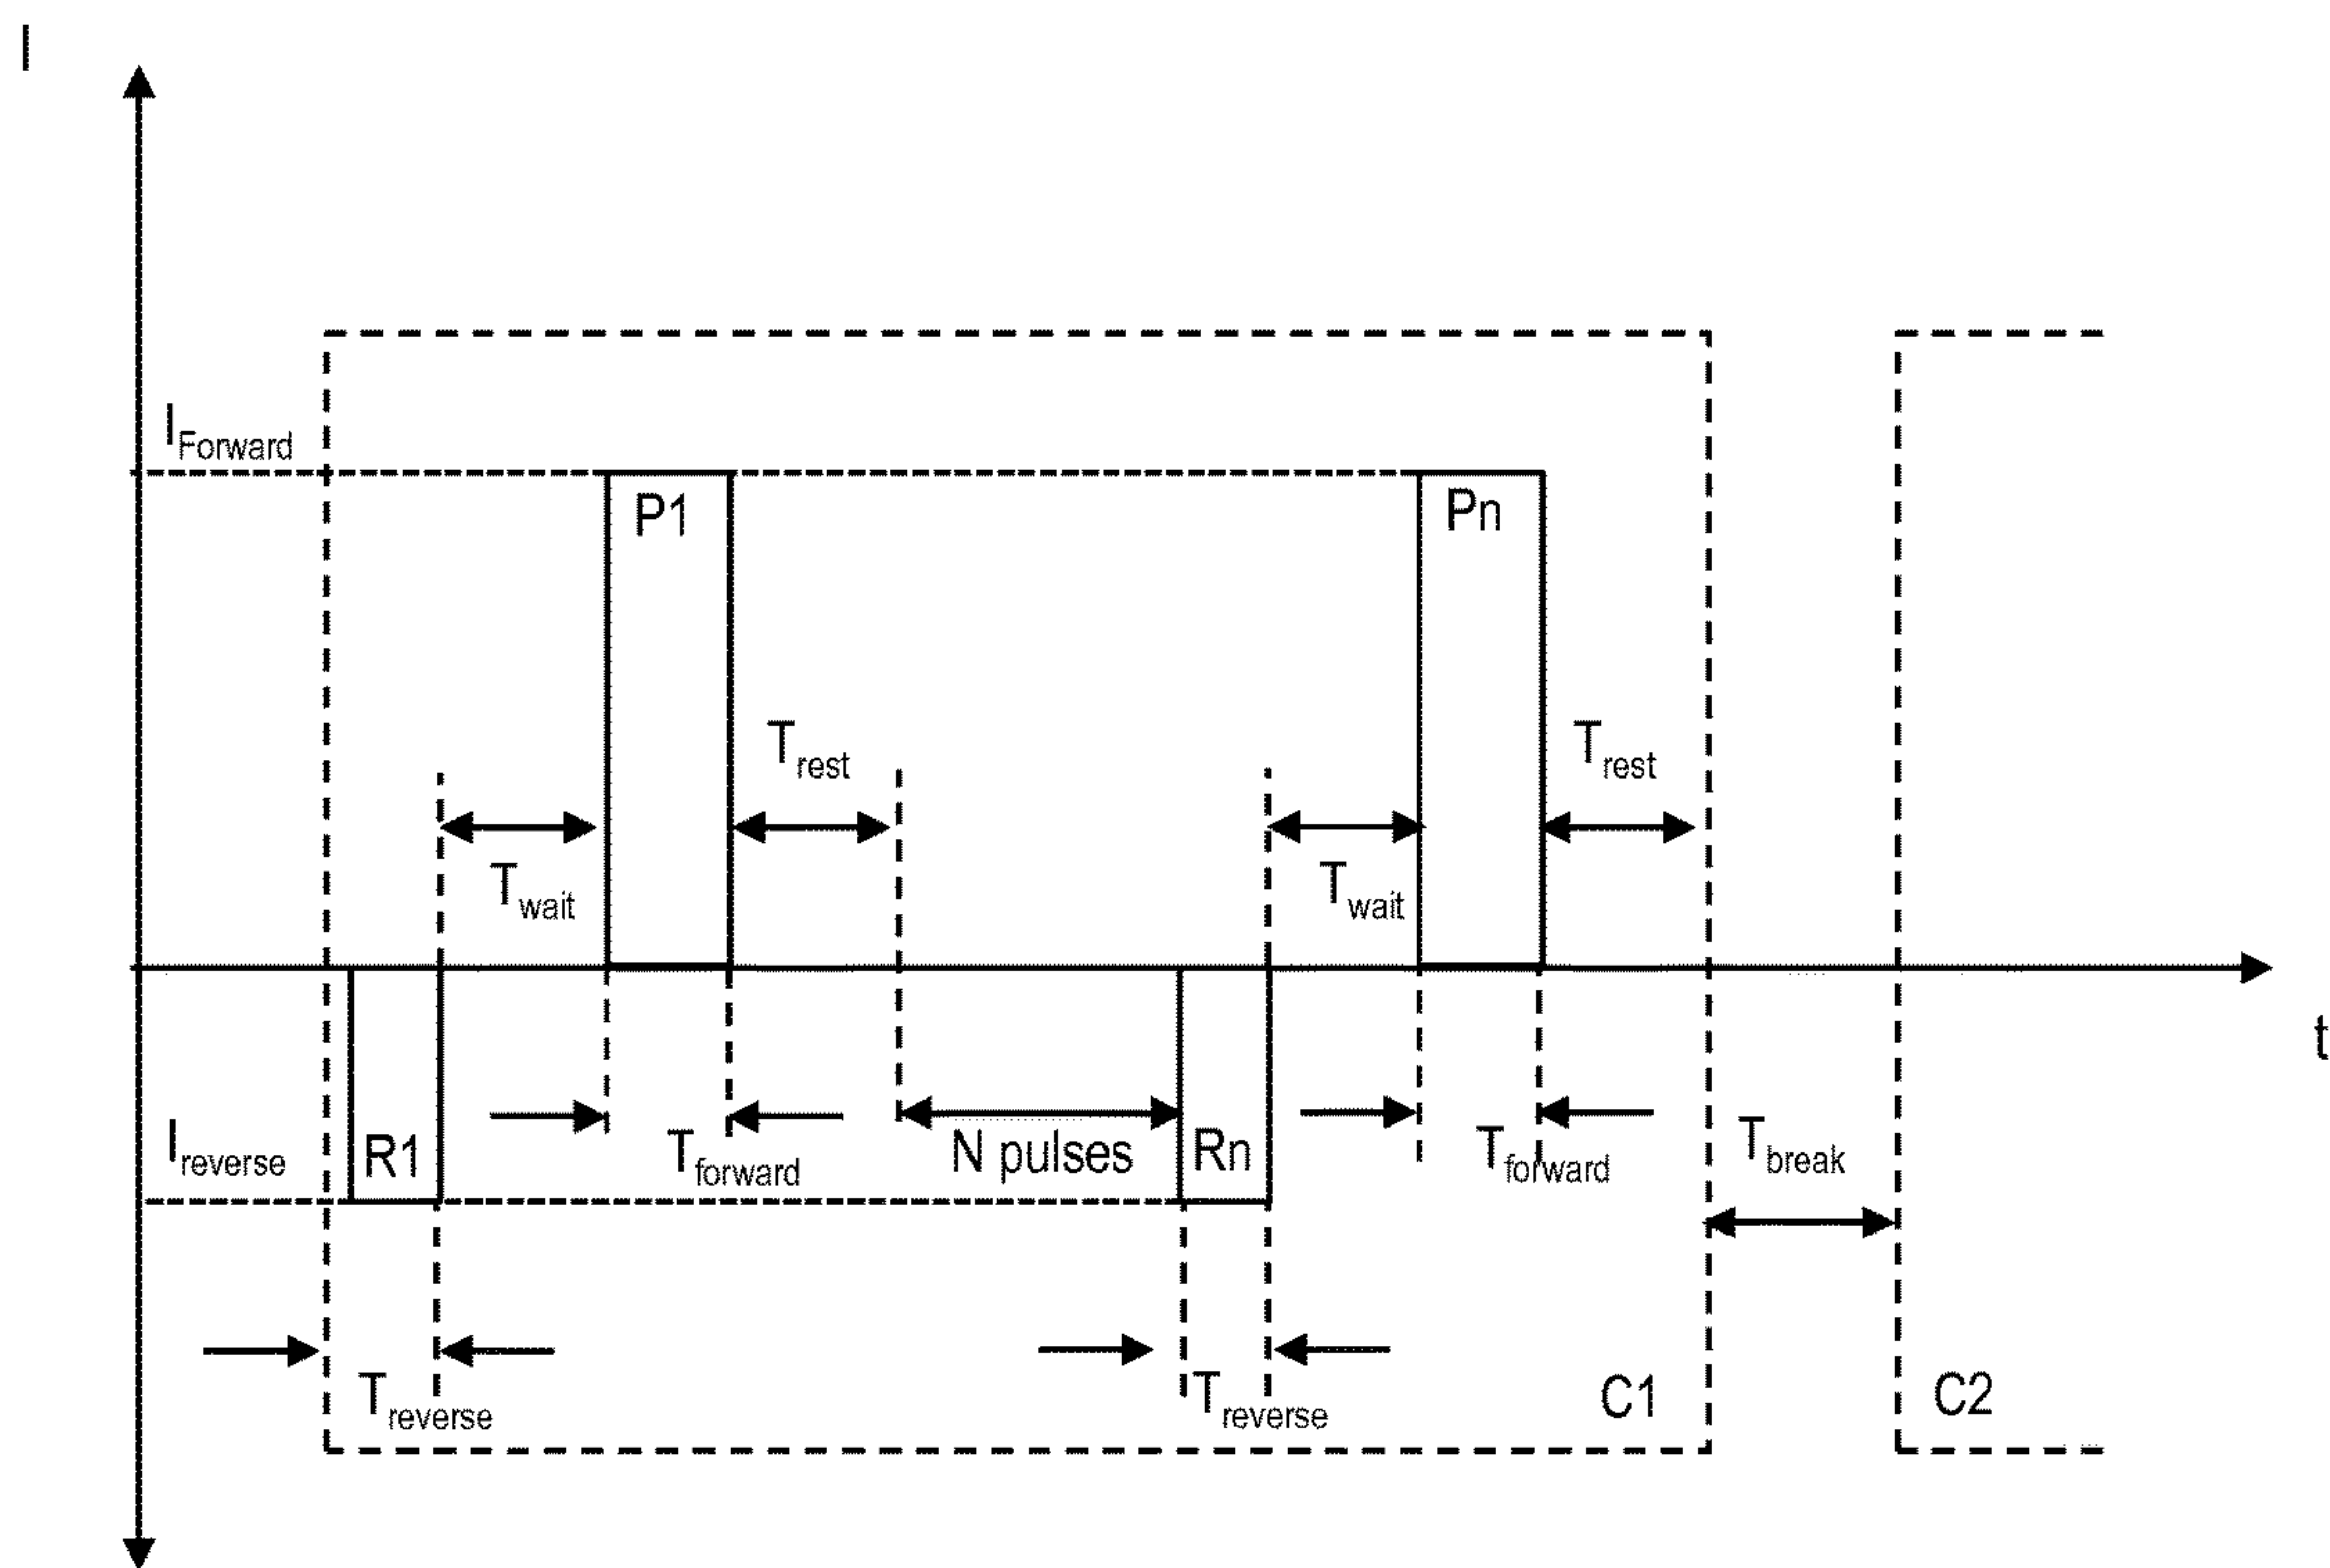 I
IForward
P1
Pn
Trest
Trest
Twait
Twait
t
Ireverse
R1
Tforward
N pulses
Rn
Tforward
Tbreak
Treverse
Treverse
C1
C2